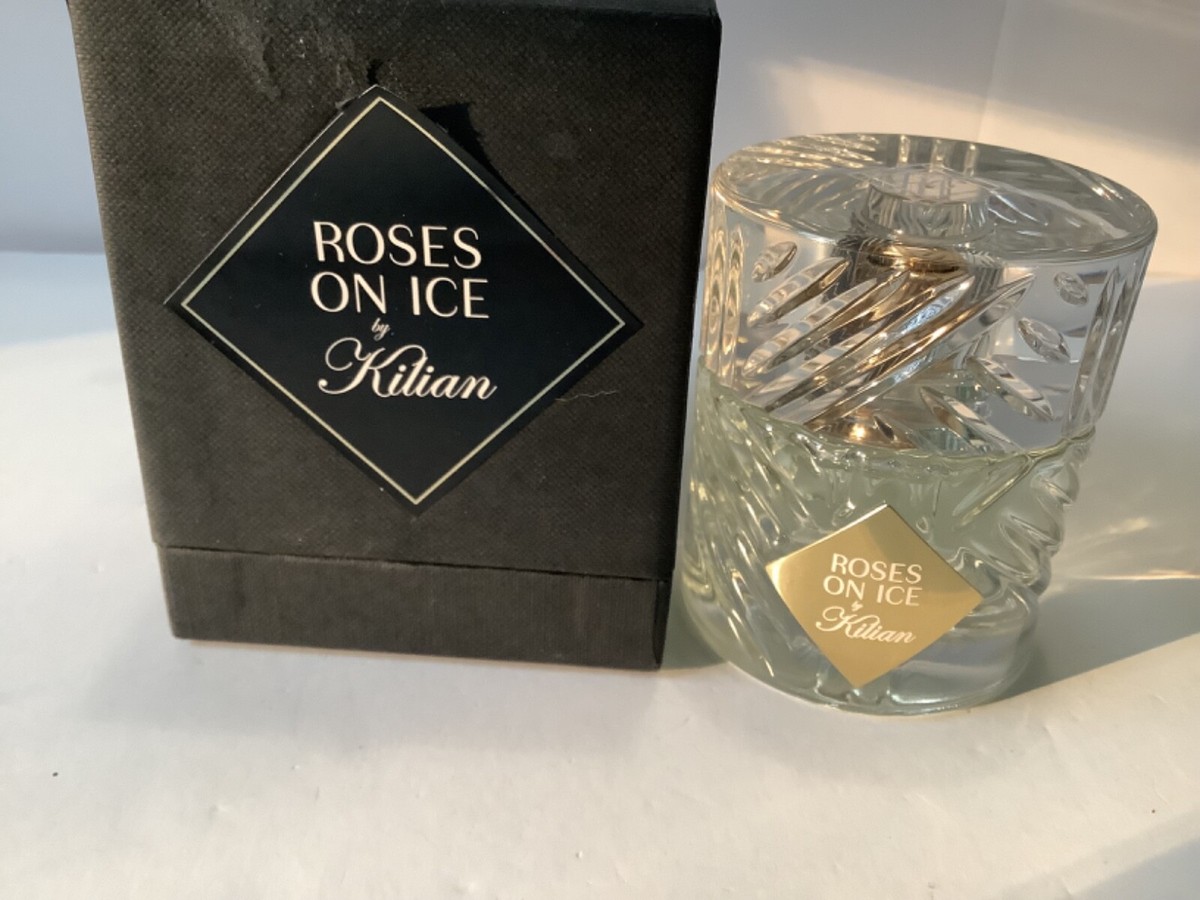 ROSES
ON ICE
by
Kilian
ROSES
ON ICE
by
Kilian